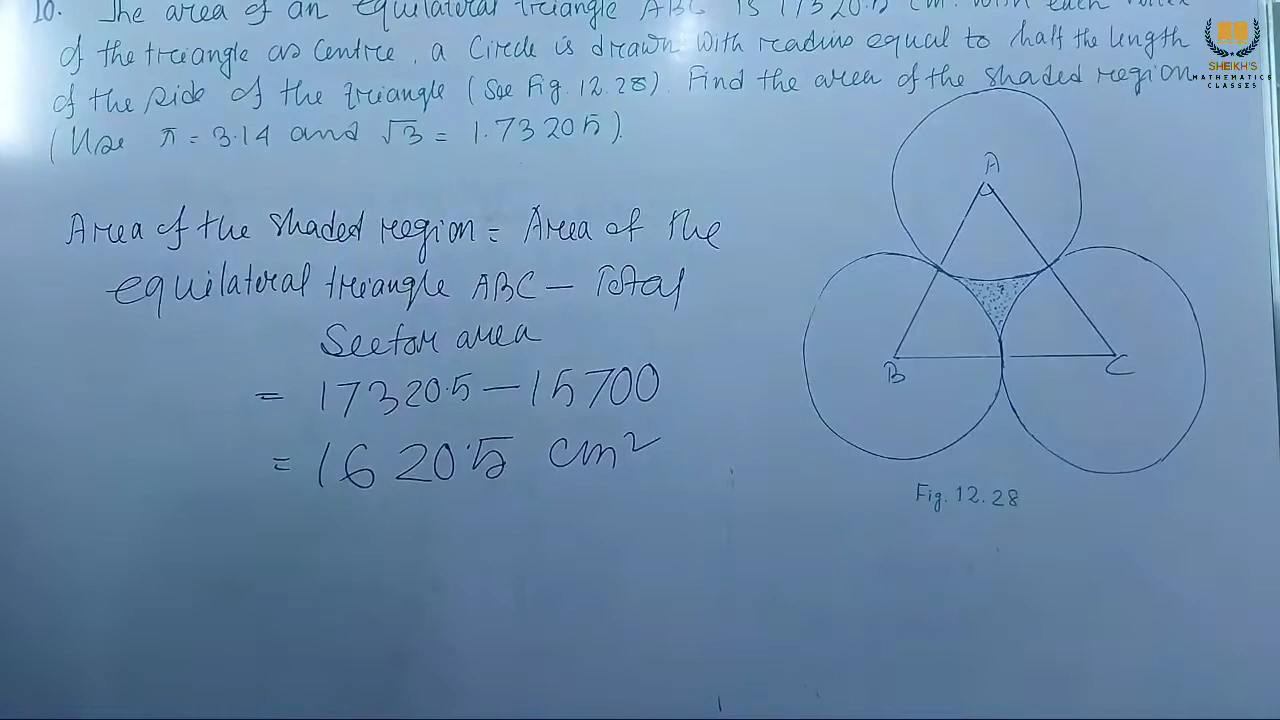 10. The area of an equilateral triangle ABC is 17320.5 cm. With each
of the triangle as Centre, a Circle is drawn with radius equal to half the length
of the side of the triangle (See Fig. 12.28). Find the area of the shaded region
(Use π = 3.14 and √3 = 1.73205).
Area of the shaded region = Area of the
equilateral triangle ABC – Total
Sector area
= 17320.5 – 15700
= 1620.5 cm²
A
B
C
Fig. 12.28
SHEIKH'S
MATHEMATICS
CLASSES